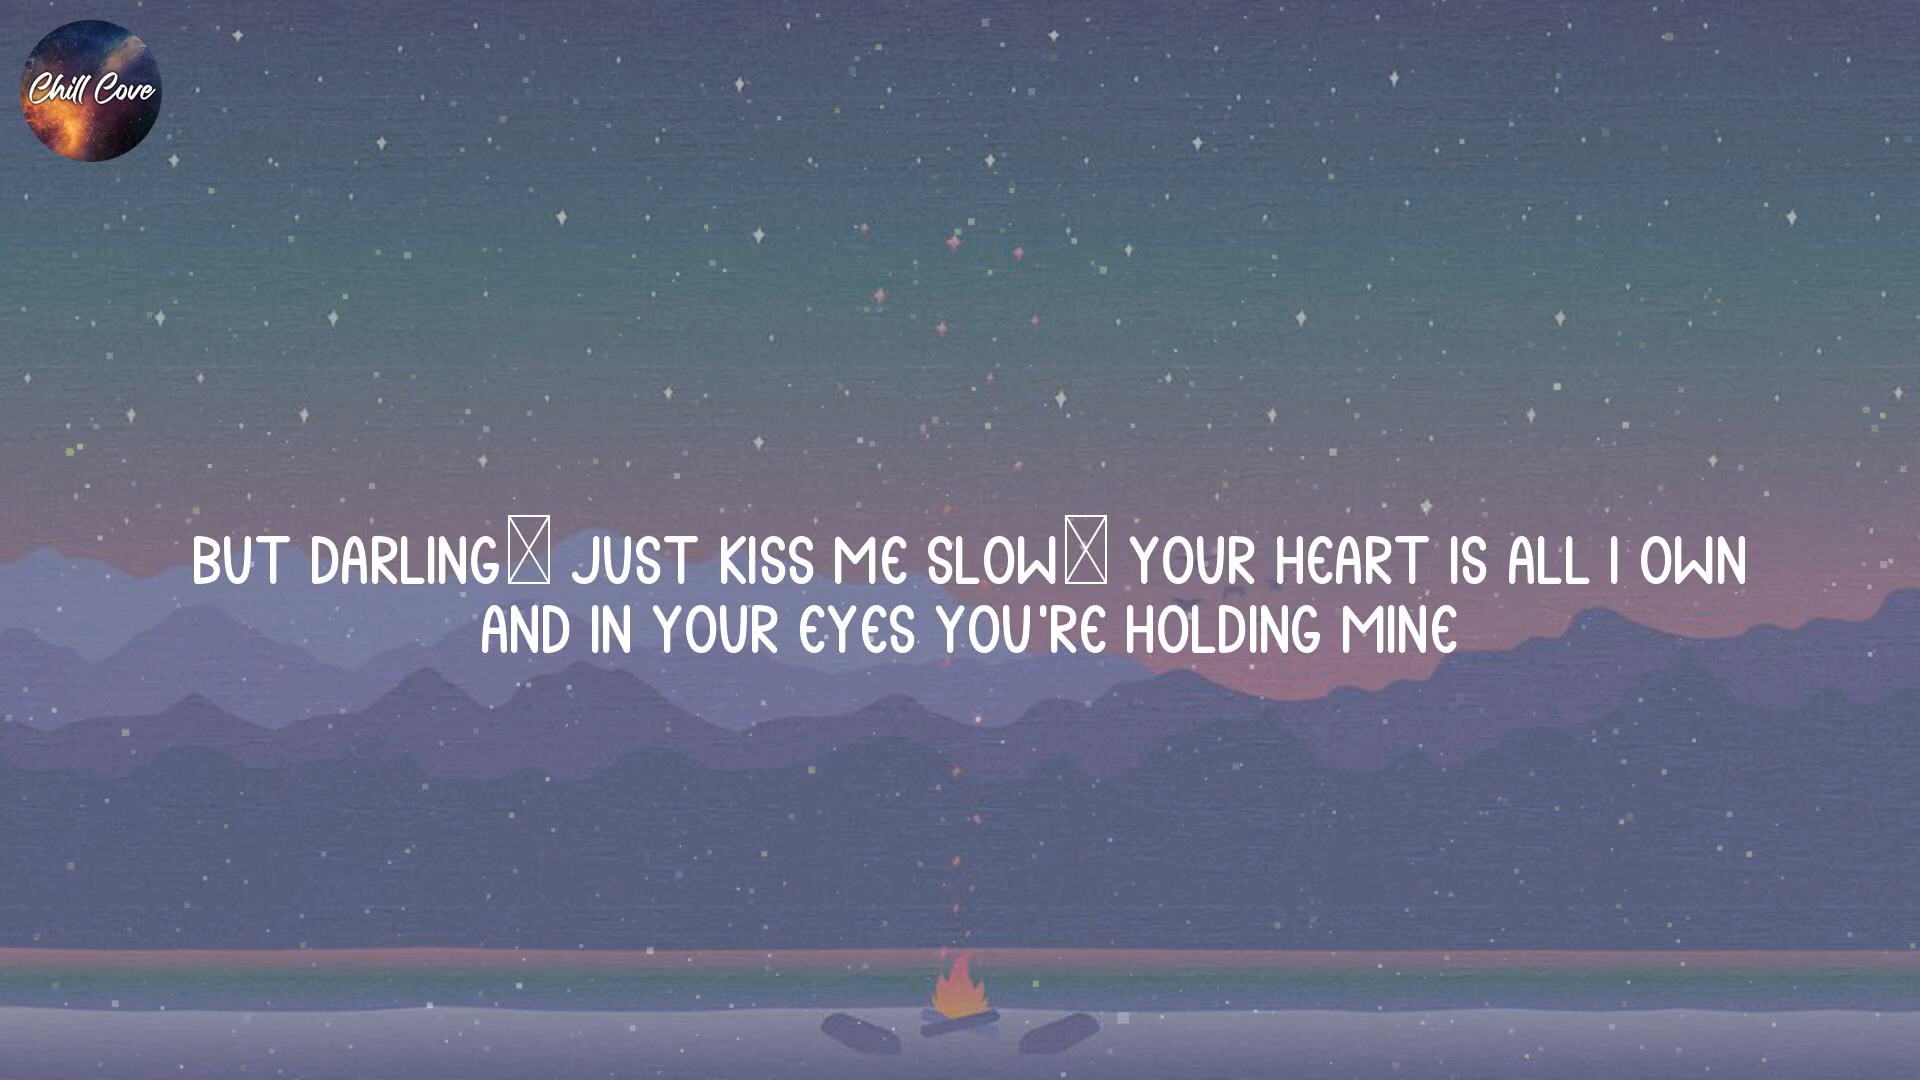 Chill Cove
BUT DARLING JUST KISS ME SLOW YOUR HEART IS ALL I OWN
AND IN YOUR EYES YOU'RE HOLDING MINE